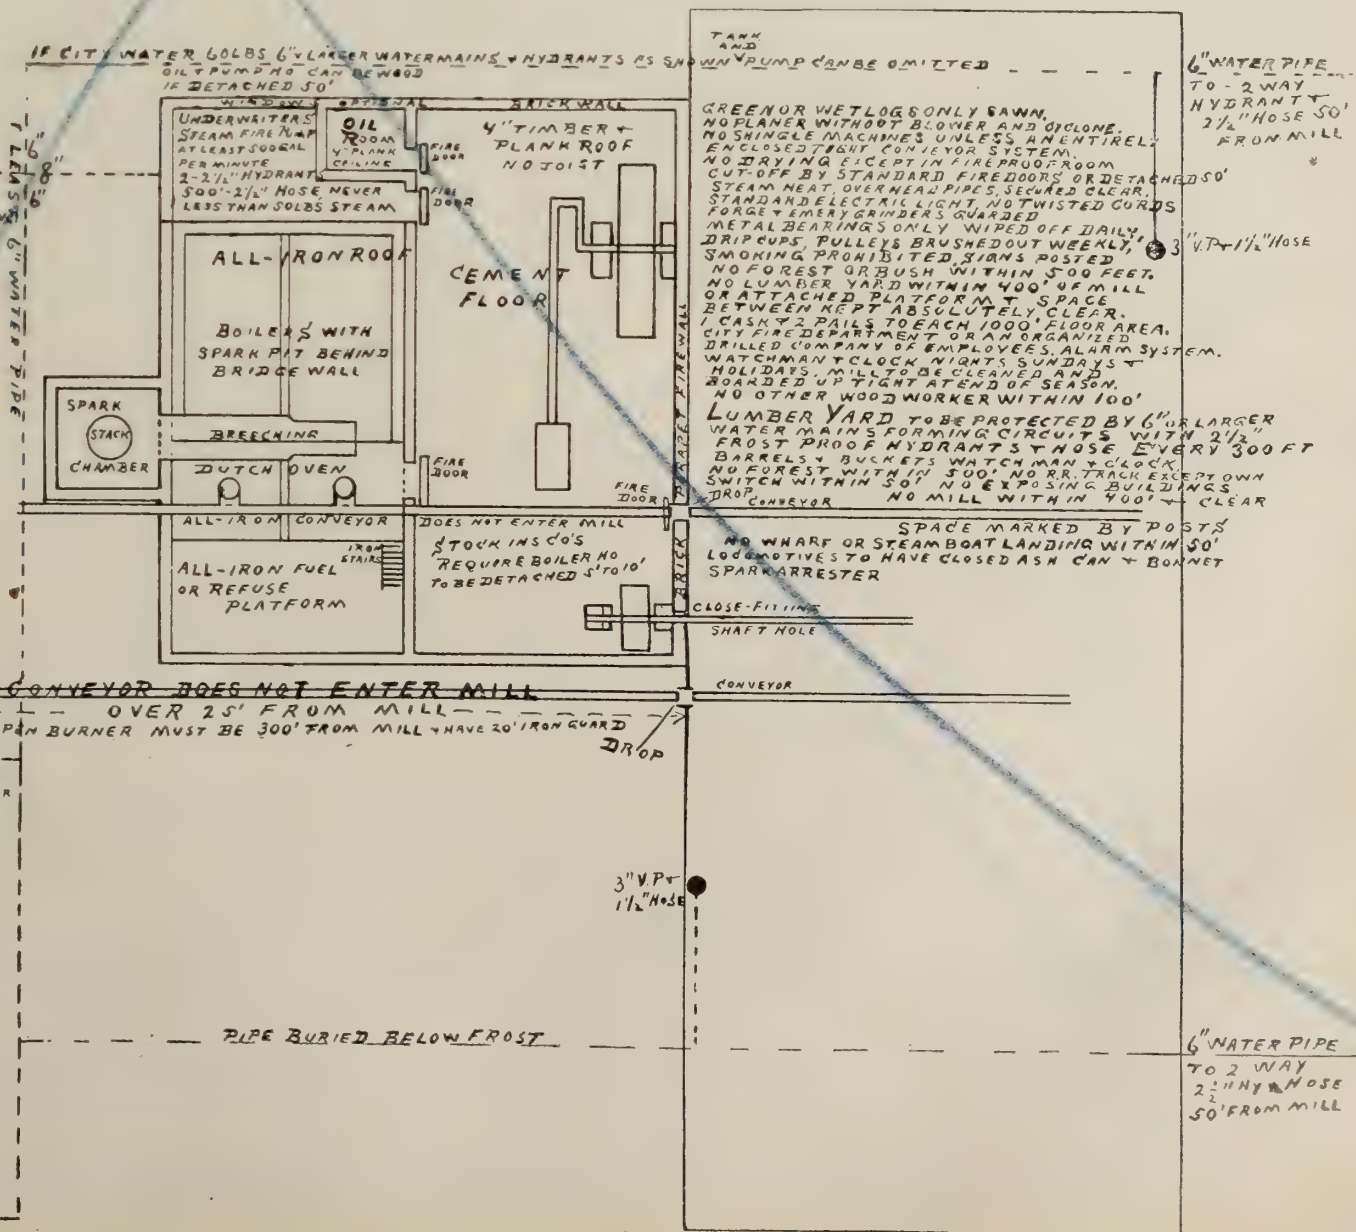 IF CITY WATER 60LBS 6" & LARGER WATERMAINS & HYDRANTS AS SHOWN TANK AND PUMP CAN BE OMITTED
OIL & PUMP HO CAN BE WOOD
IF DETACHED 50'
WINDOWS OPTIONAL
BRICK WALL
UNDERWRITERS
STEAM FIRE PUMP
AT LEAST 500 GAL
PER MINUTE
2-2½" HYDRANT
500'-2½" HOSE NEVER
LESS THAN 50LBS STEAM
OIL
ROOM
4" PLANK
CEILING
FIRE
DOOR
FIRE
DOOR
4" TIMBER &
PLANK ROOF
NO JOIST
6"
8"
6"
LEAST 6" WATER PIPE
ALL-IRON ROOF
BOILERS WITH
SPARK PIT BEHIND
BRIDGE WALL
CEMENT
FLOOR
SPARK
STACK
CHAMBER
BREECHING
DUTCH OVEN
FIRE
DOOR
FIRE
DOOR
PARAPET FIREWALL
BRICK
ALL-IRON CONVEYOR DOES NOT ENTER MILL
IRON
STAIRS
ALL-IRON FUEL
OR REFUSE
PLATFORM
STOCK INS CO'S
REQUIRE BOILER HO
TO BE DETACHED 5' TO 10'
CLOSE-FITTING
SHAFT HOLE
GREEN OR WET LOGS ONLY SAWN.
NO PLANER WITHOUT BLOWER AND CYCLONE.
NO SHINGLE MACHINES UNLESS AN ENTIRELY
ENCLOSED TIGHT CONVEYOR SYSTEM.
NO DRYING EXCEPT IN FIREPROOF ROOM
CUT-OFF BY STANDARD FIREDOORS OR DETACHED 50'
STEAM HEAT, OVERHEAD PIPES, SECURED CLEAR.
STANDARD ELECTRIC LIGHT, NO TWISTED CORDS
FORGE & EMERY GRINDERS GUARDED
METAL BEARINGS ONLY WIPED OFF DAILY,
DRIP CUPS, PULLEYS BRUSHED OUT WEEKLY,
SMOKING PROHIBITED, SIGNS POSTED
NO FOREST OR BUSH WITHIN 500 FEET.
NO LUMBER YARD WITHIN 400' OF MILL
OR ATTACHED PLATFORM & SPACE
BETWEEN KEPT ABSOLUTELY CLEAR.
1 CASK & 2 PAILS TO EACH 1000' FLOOR AREA.
CITY FIRE DEPARTMENT OR AN ORGANIZED
DRILLED COMPANY OF EMPLOYEES. ALARM SYSTEM.
WATCHMAN & CLOCK NIGHTS SUNDAYS &
HOLIDAYS, MILL TO BE CLEANED AND
BOARDED UP TIGHT AT END OF SEASON.
NO OTHER WOODWORKER WITHIN 100'
LUMBER YARD TO BE PROTECTED BY 6" OR LARGER
WATER MAINS FORMING CIRCUITS WITH 2½"
FROST PROOF HYDRANTS & HOSE EVERY 300 FT
BARRELS & BUCKETS WATCHMAN & CLOCK
NO FOREST WITHIN 500' NO R.R. TRACK EXCEPT OWN
SWITCH WITHIN 50' NO EXPOSING BUILDINGS
DROP CONVEYOR NO MILL WITHIN 400' & CLEAR
SPACE MARKED BY POSTS
NO WHARF OR STEAMBOAT LANDING WITHIN 50'
LOCOMOTIVES TO HAVE CLOSED ASH CAN & BONNET
SPARK ARRESTER
6" WATER PIPE
TO - 2 WAY
HYDRANT &
2½" HOSE 50'
FROM MILL
3" V.P & 1½" HOSE
CONVEYOR DOES NOT ENTER MILL
CONVEYOR
OVER 25' FROM MILL
PEN BURNER MUST BE 300' FROM MILL & HAVE 20' IRON GUARD
DROP
R
3" V.P &
1½" HOSE
PIPE BURIED BELOW FROST
6" WATER PIPE
TO 2 WAY
2½" HY & HOSE
50' FROM MILL